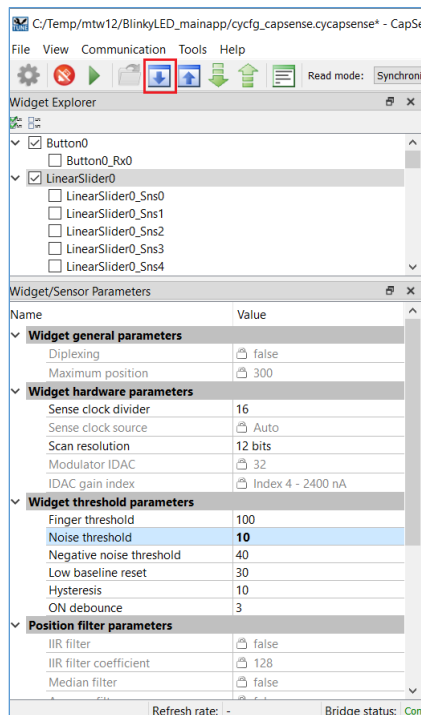 C:/Temp/mtw12/BlinkyLED_mainapp/cycfg_capsense.cycapsense* - CapSe
File View Communication Tools Help
Read mode: Synchroni
Widget Explorer
Button0
Button0_Rx0
LinearSlider0
LinearSlider0_Sns0
LinearSlider0_Sns1
LinearSlider0_Sns2
LinearSlider0_Sns3
LinearSlider0_Sns4
Widget/Sensor Parameters
Name Value
Widget general parameters
Diplexing false
Maximum position 300
Widget hardware parameters
Sense clock divider 16
Sense clock source Auto
Scan resolution 12 bits
Modulator IDAC 32
IDAC gain index Index 4 - 2400 nA
Widget threshold parameters
Finger threshold 100
Noise threshold 10
Negative noise threshold 40
Low baseline reset 30
Hysteresis 10
ON debounce 3
Position filter parameters
IIR filter false
IIR filter coefficient 128
Median filter false
Refresh rate: - Bridge status: Con